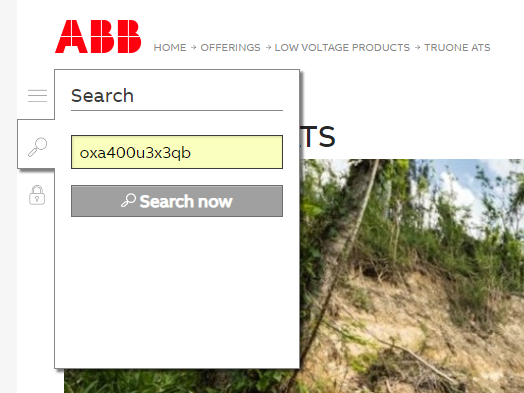 ABB
HOME → OFFERINGS → LOW VOLTAGE PRODUCTS → TRUONE ATS
Search
ATS
oxa400u3x3qb
Search now